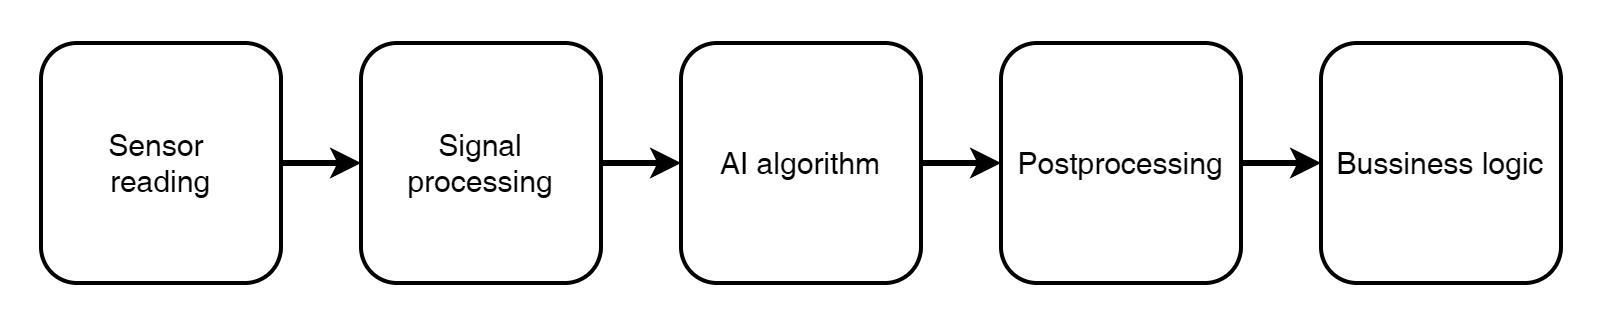 Sensor
reading
Signal
processing
AI algorithm
Postprocessing
Bussiness logic